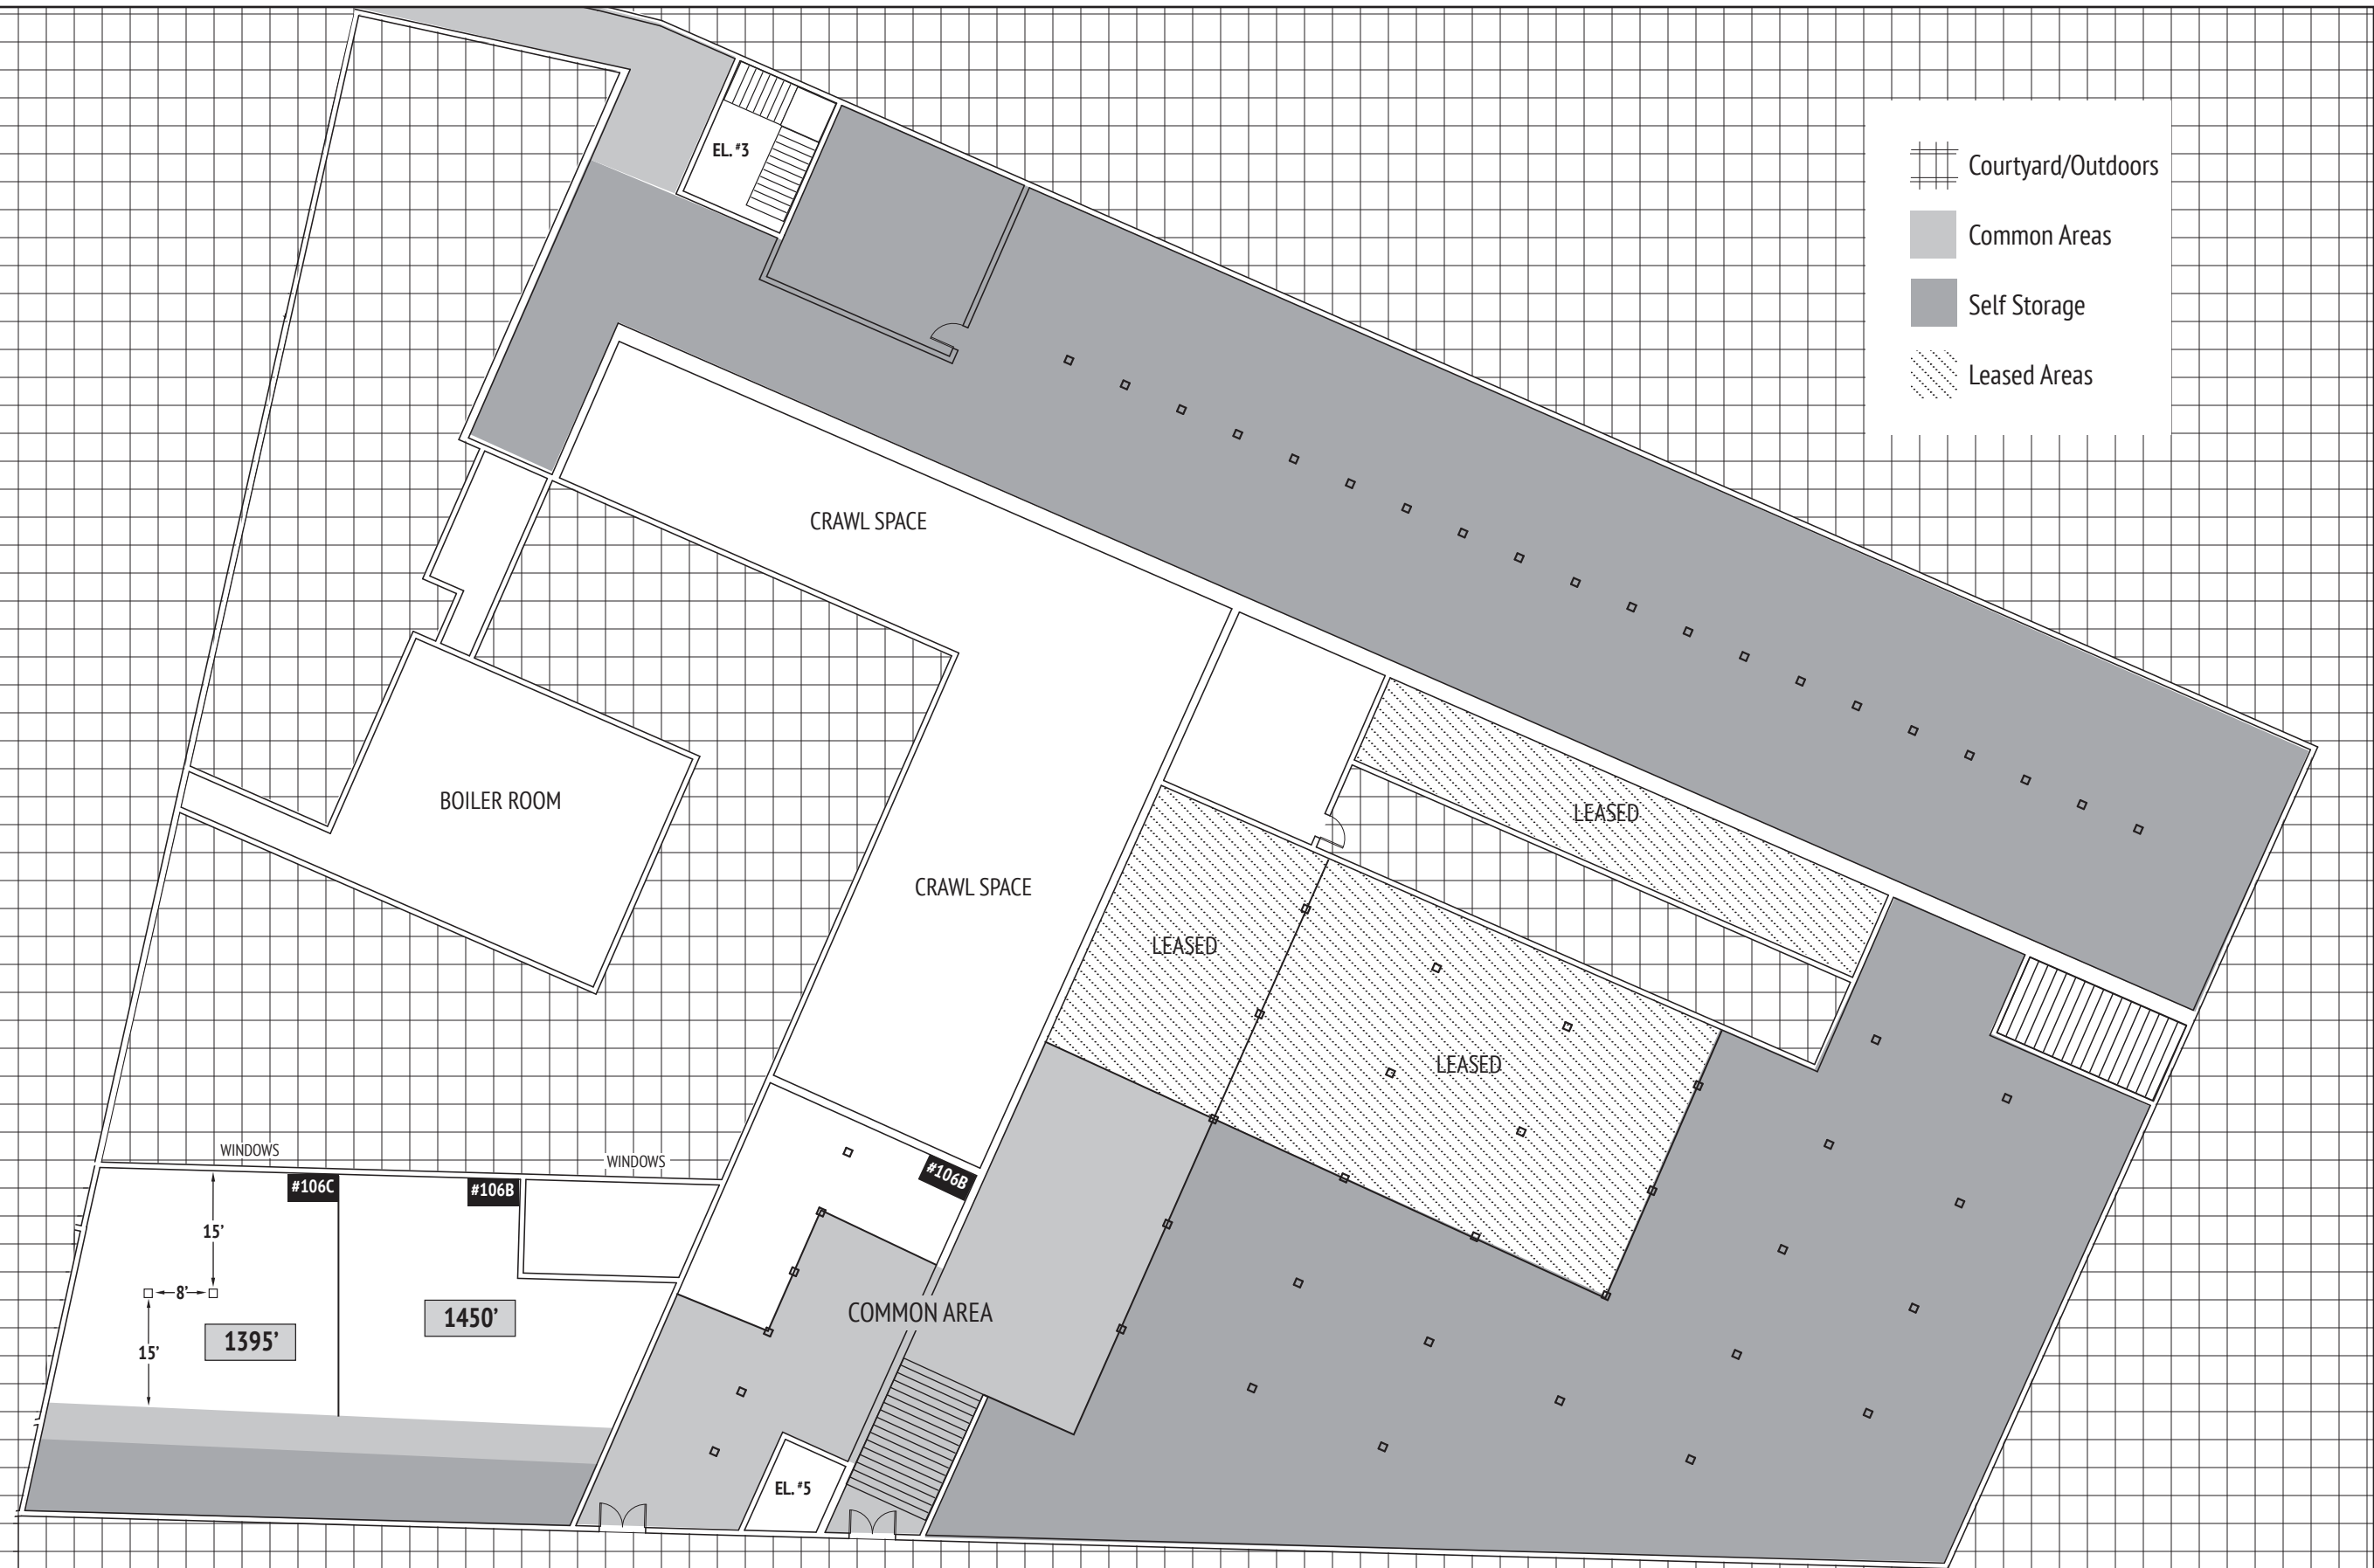 EL. #3
Courtyard/Outdoors
Common Areas
Self Storage
Leased Areas
CRAWL SPACE
BOILER ROOM
LEASED
CRAWL SPACE
LEASED
LEASED
WINDOWS
WINDOWS
#106C
#106B
#106B
15’
8’
15’
1395’
1450’
COMMON AREA
EL. #5